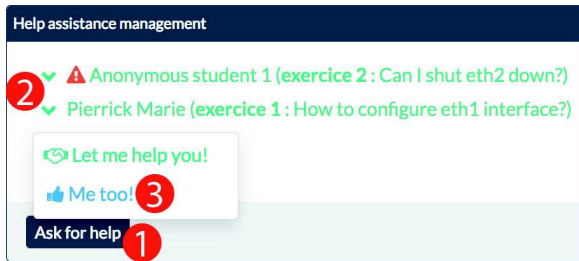 Help assistance management
Anonymous student 1 (exercice 2 : Can I shut eth2 down?)
2
Pierrick Marie (exercice 1 : How to configure eth1 interface?)
Let me help you!
Me too! 3
Ask for help 1